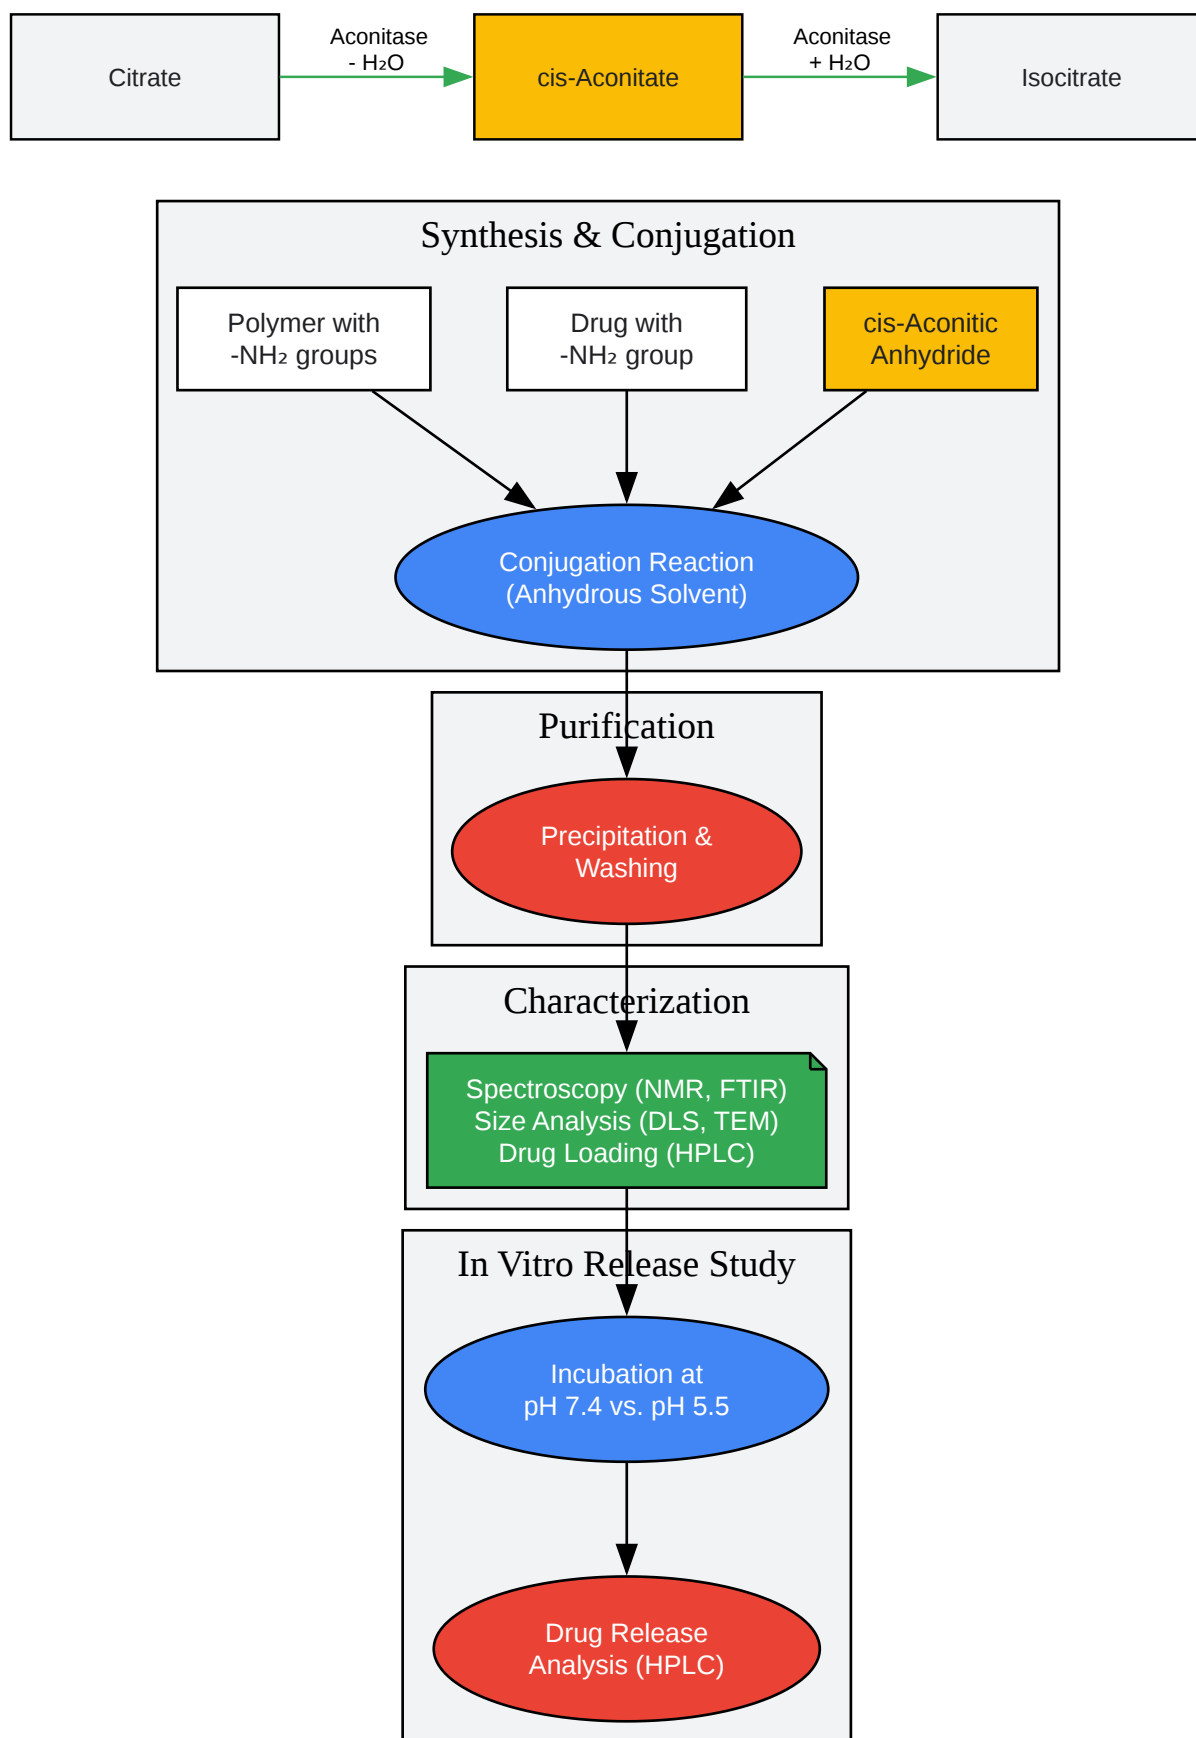 Citrate
Aconitase
- H₂O
cis-Aconitate
Aconitase
+ H₂O
Isocitrate
Synthesis & Conjugation
Polymer with
-NH₂ groups
Drug with
-NH₂ group
cis-Aconitic
Anhydride
Conjugation Reaction
(Anhydrous Solvent)
Purification
Precipitation &
Washing
Characterization
Spectroscopy (NMR, FTIR)
Size Analysis (DLS, TEM)
Drug Loading (HPLC)
In Vitro Release Study
Incubation at
pH 7.4 vs. pH 5.5
Drug Release
Analysis (HPLC)